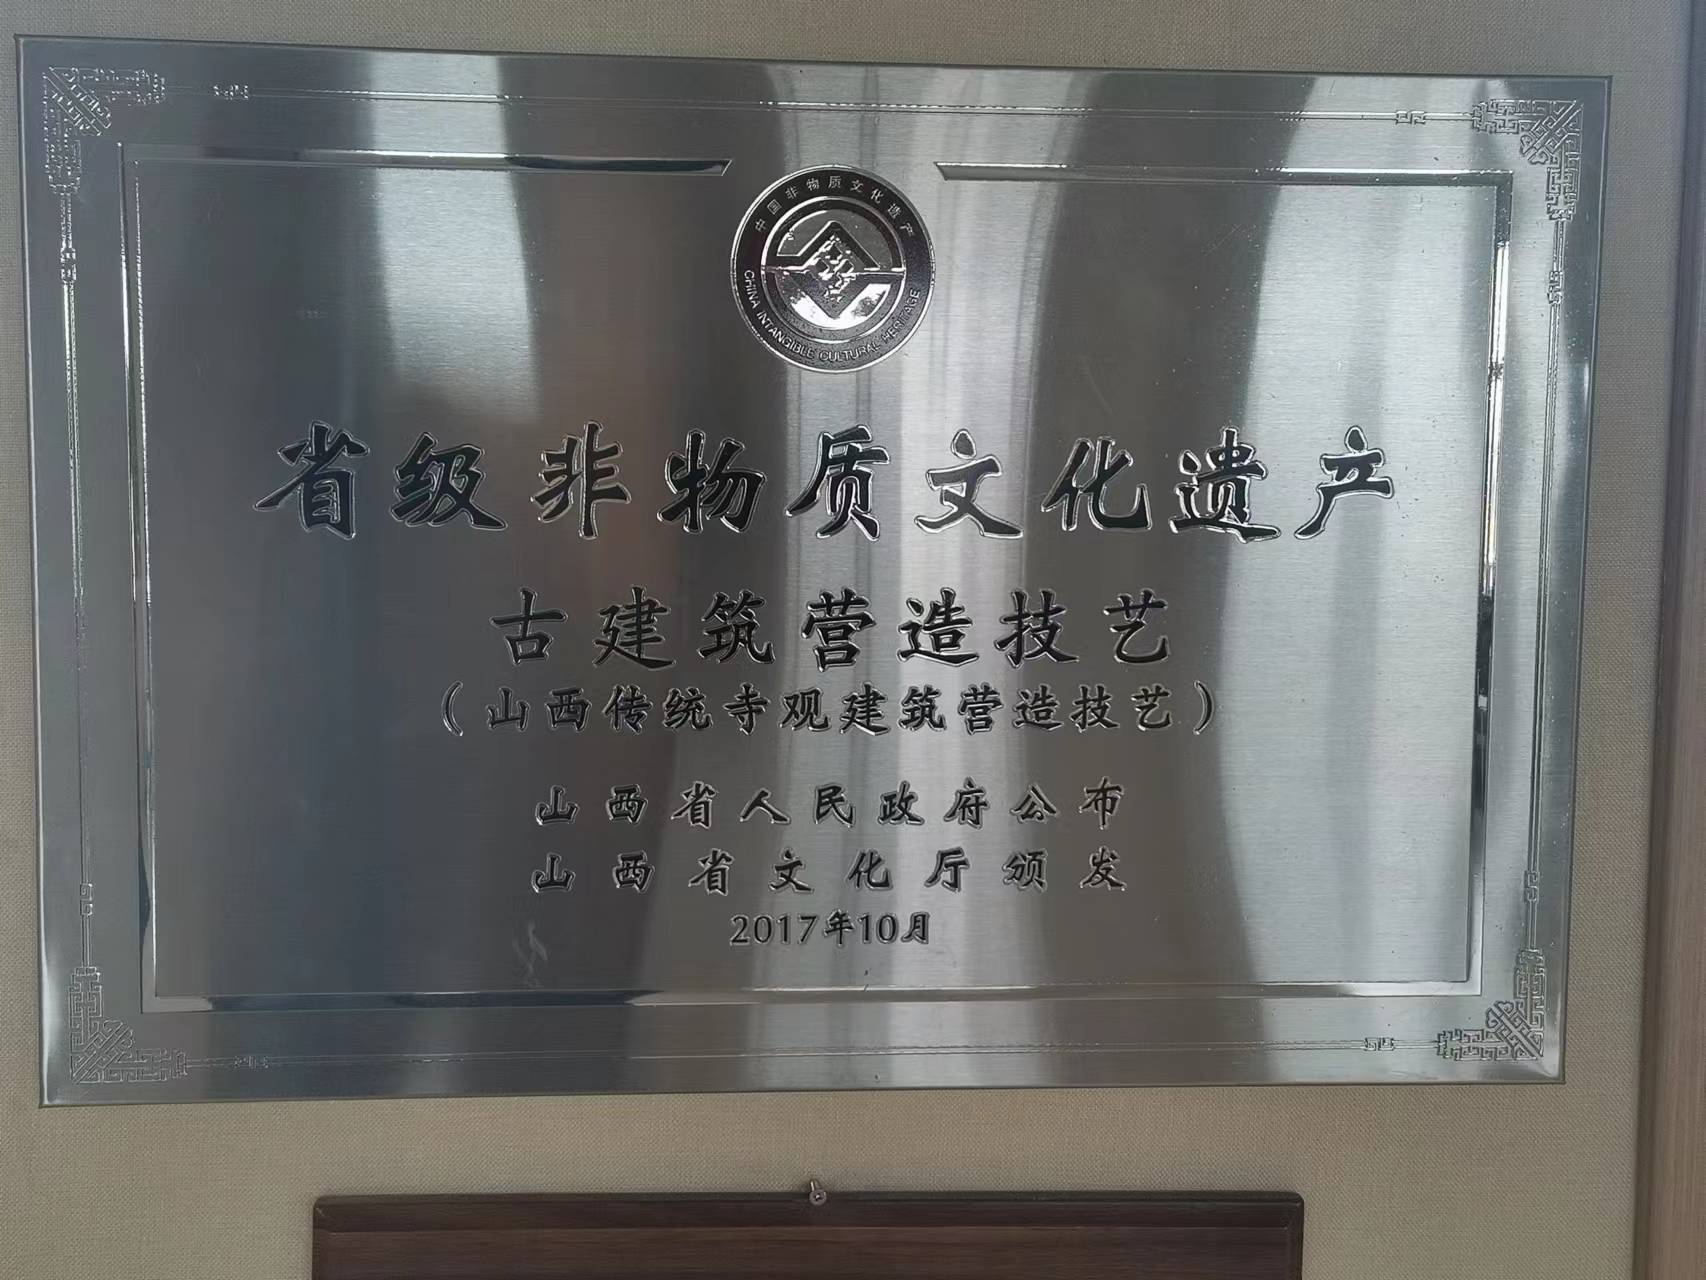 中国非物质文化遗产
CHINA INTANGIBLE CULTURAL HERITAGE
省级非物质文化遗产
古建筑营造技艺
（山西传统寺观建筑营造技艺）
山西省人民政府公布
山西省文化厅颁发
2017年10月